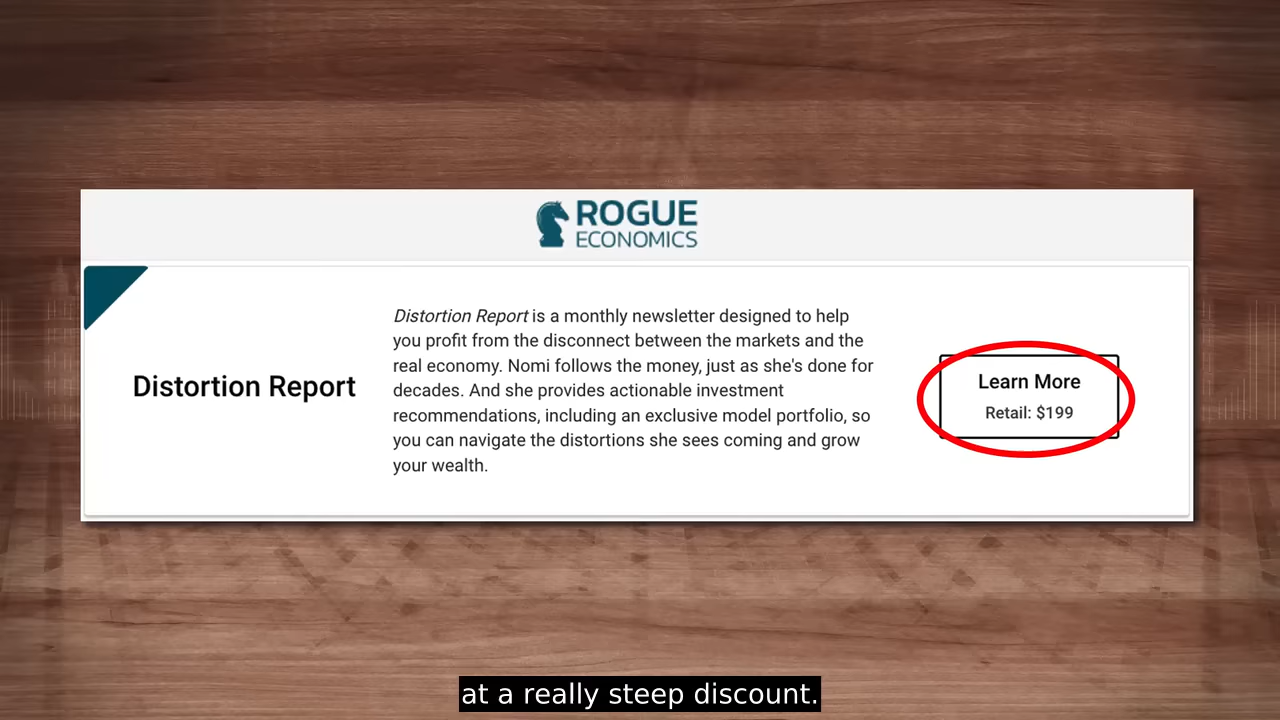 ROGUE
ECONOMICS
Distortion Report
Distortion Report is a monthly newsletter designed to help
you profit from the disconnect between the markets and the
real economy. Nomi follows the money, just as she's done for
decades. And she provides actionable investment
recommendations, including an exclusive model portfolio, so
you can navigate the distortions she sees coming and grow
your wealth.
Learn More
Retail: $199
at a really steep discount.